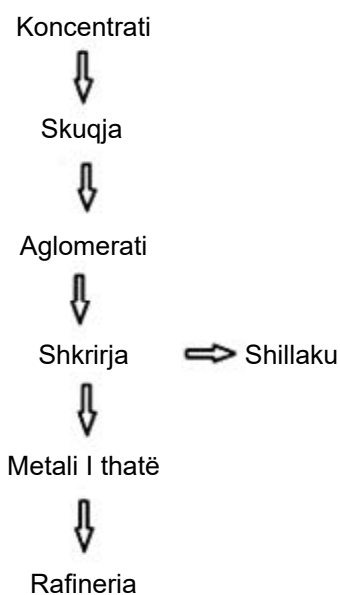 Koncentrati
Skuqja
Aglomerati
Shkrirja
Shillaku
Metali I thatë
Rafineria